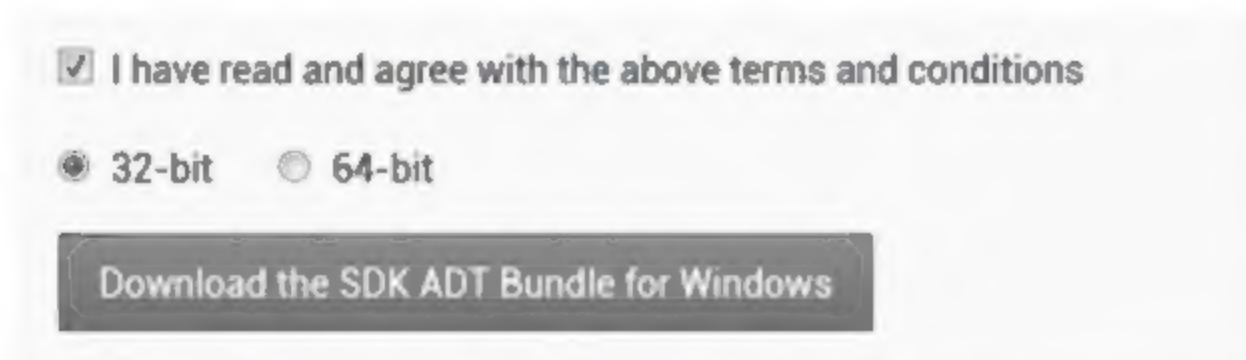 I have read and agree with the above terms and conditions
32-bit 64-bit
Download the SDK ADT Bundle for Windows